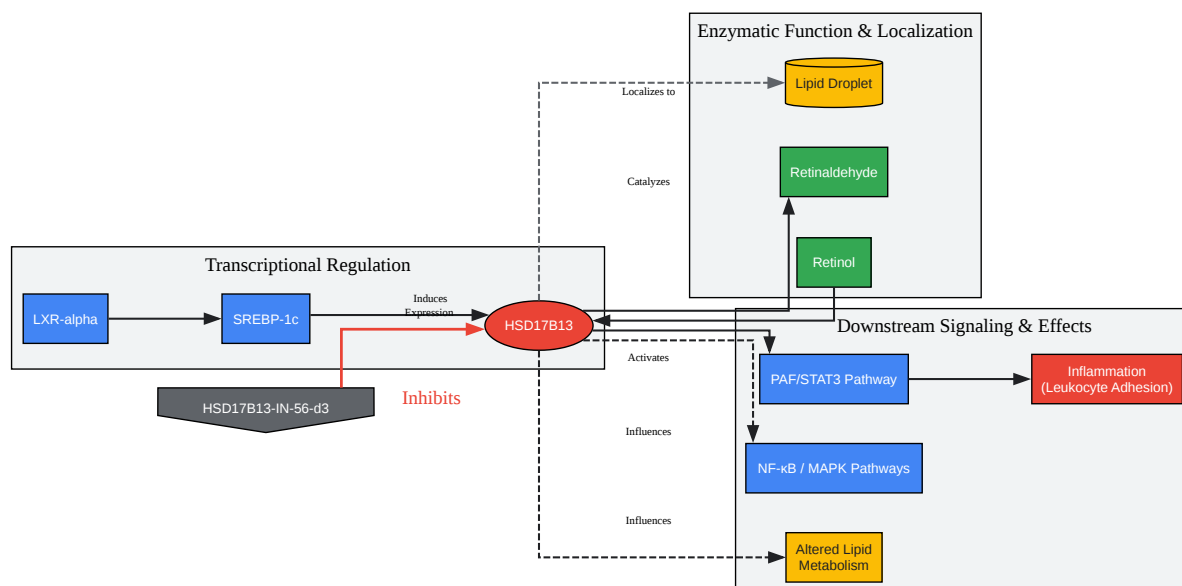 Enzymatic Function & Localization
Lipid Droplet
Localizes to
Retinaldehyde
Catalyzes
Retinol
Transcriptional Regulation
LXR-alpha
SREBP-1c
Induces
Expression
HSD17B13
HSD17B13-IN-56-d3
Inhibits
Downstream Signaling & Effects
Activates
PAF/STAT3 Pathway
Inflammation
(Leukocyte Adhesion)
Influences
NF-κB / MAPK Pathways
Influences
Altered Lipid
Metabolism